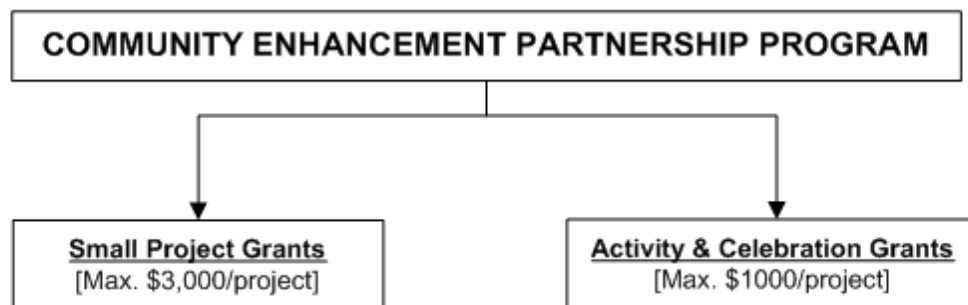 COMMUNITY ENHANCEMENT PARTNERSHIP PROGRAM
Small Project Grants
[Max. $3,000/project]
Activity & Celebration Grants
[Max. $1000/project]